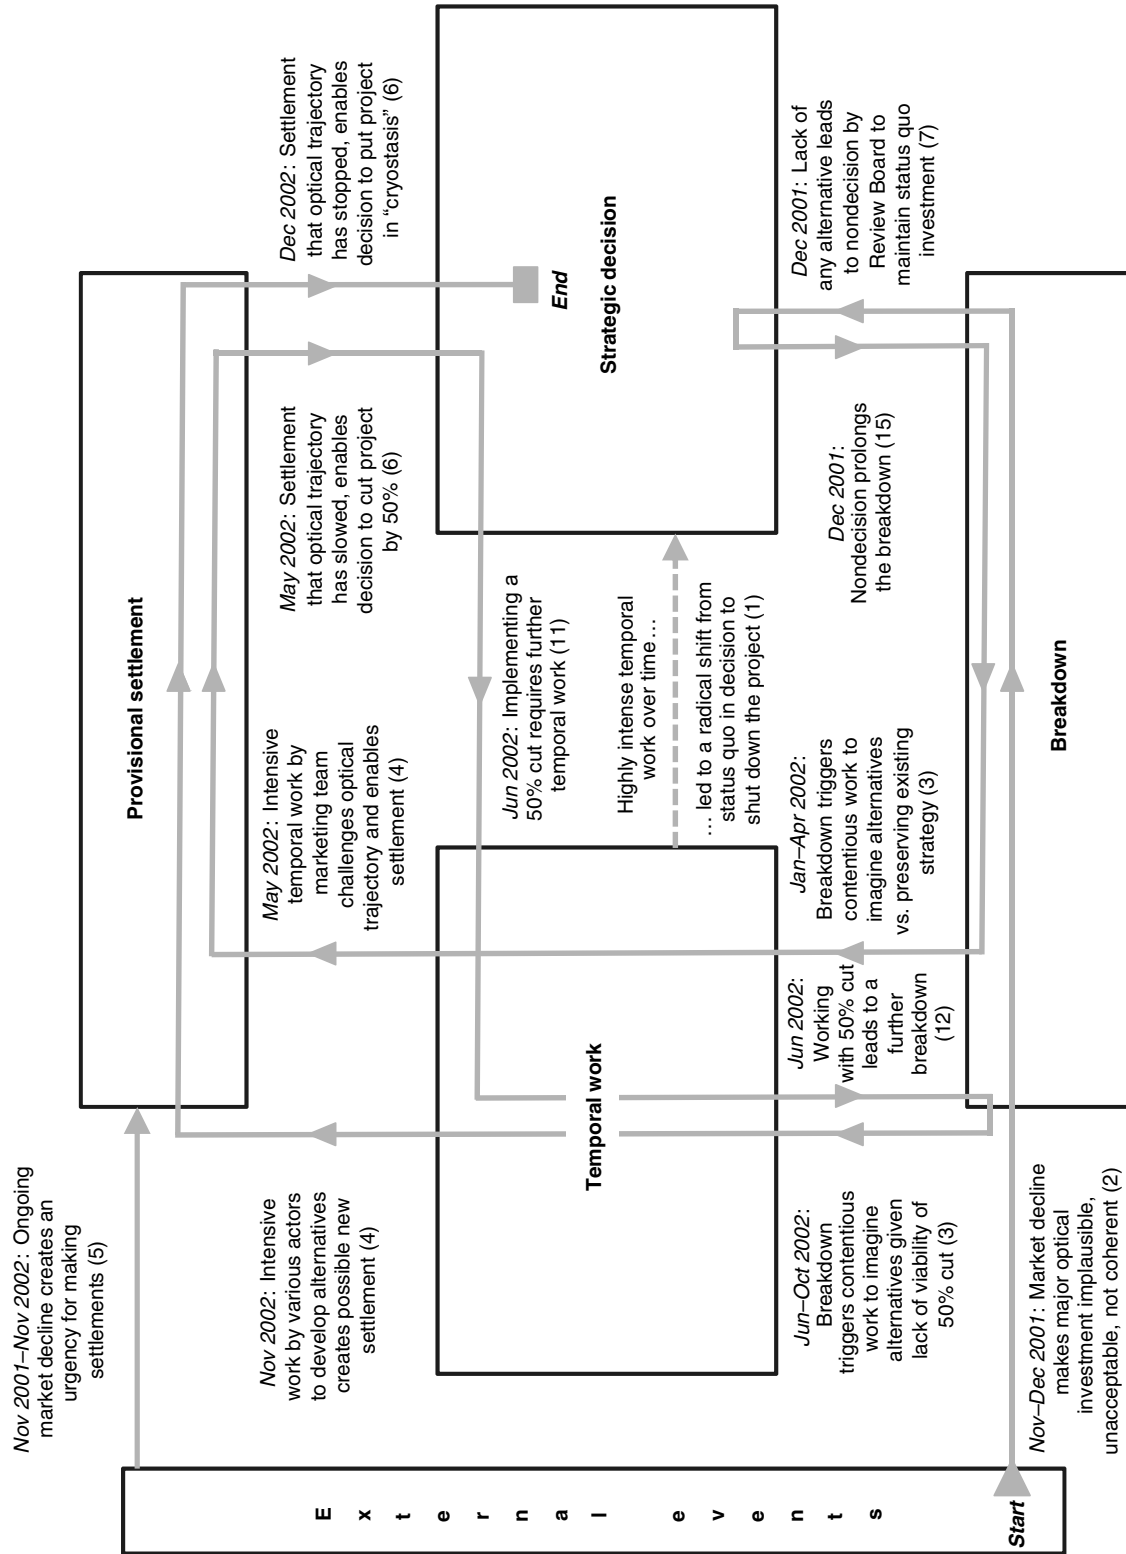 Nov 2001–Nov 2002: Ongoing
market decline creates an
urgency for making
settlements (5)
Provisional settlement
Nov 2002: Intensive
work by various actors
to develop alternatives
creates possible new
settlement (4)
May 2002: Intensive
temporal work by
marketing team
challenges optical
trajectory and enables
settlement (4)
May 2002: Settlement
that optical trajectory
has slowed, enables
decision to cut project
by 50% (6)
Dec 2002: Settlement
that optical trajectory
has stopped, enables
decision to put project
in “cryostasis” (6)
External events
Start
Temporal work
Jun 2002: Implementing a
50% cut requires further
temporal work (11)
Highly intense temporal
work over time…
… led to a radical shift from
status quo in decision to
shut down the project (1)
End
Strategic decision
Jun–Oct 2002:
Breakdown
triggers contentious
work to imagine
alternatives given
lack of viability of
50% cut (3)
Jun 2002:
Working
with 50% cut
leads to a
further
breakdown
(12)
Jan–Apr 2002:
Breakdown triggers
contentious work to
imagine alternatives
vs. preserving existing
strategy (3)
Dec 2001:
Nondecision prolongs
the breakdown (15)
Dec 2001: Lack of
any alternative leads
to nondecision by
Review Board to
maintain status quo
investment (7)
Nov–Dec 2001: Market decline
makes major optical
investment implausible,
unacceptable, not coherent (2)
Breakdown